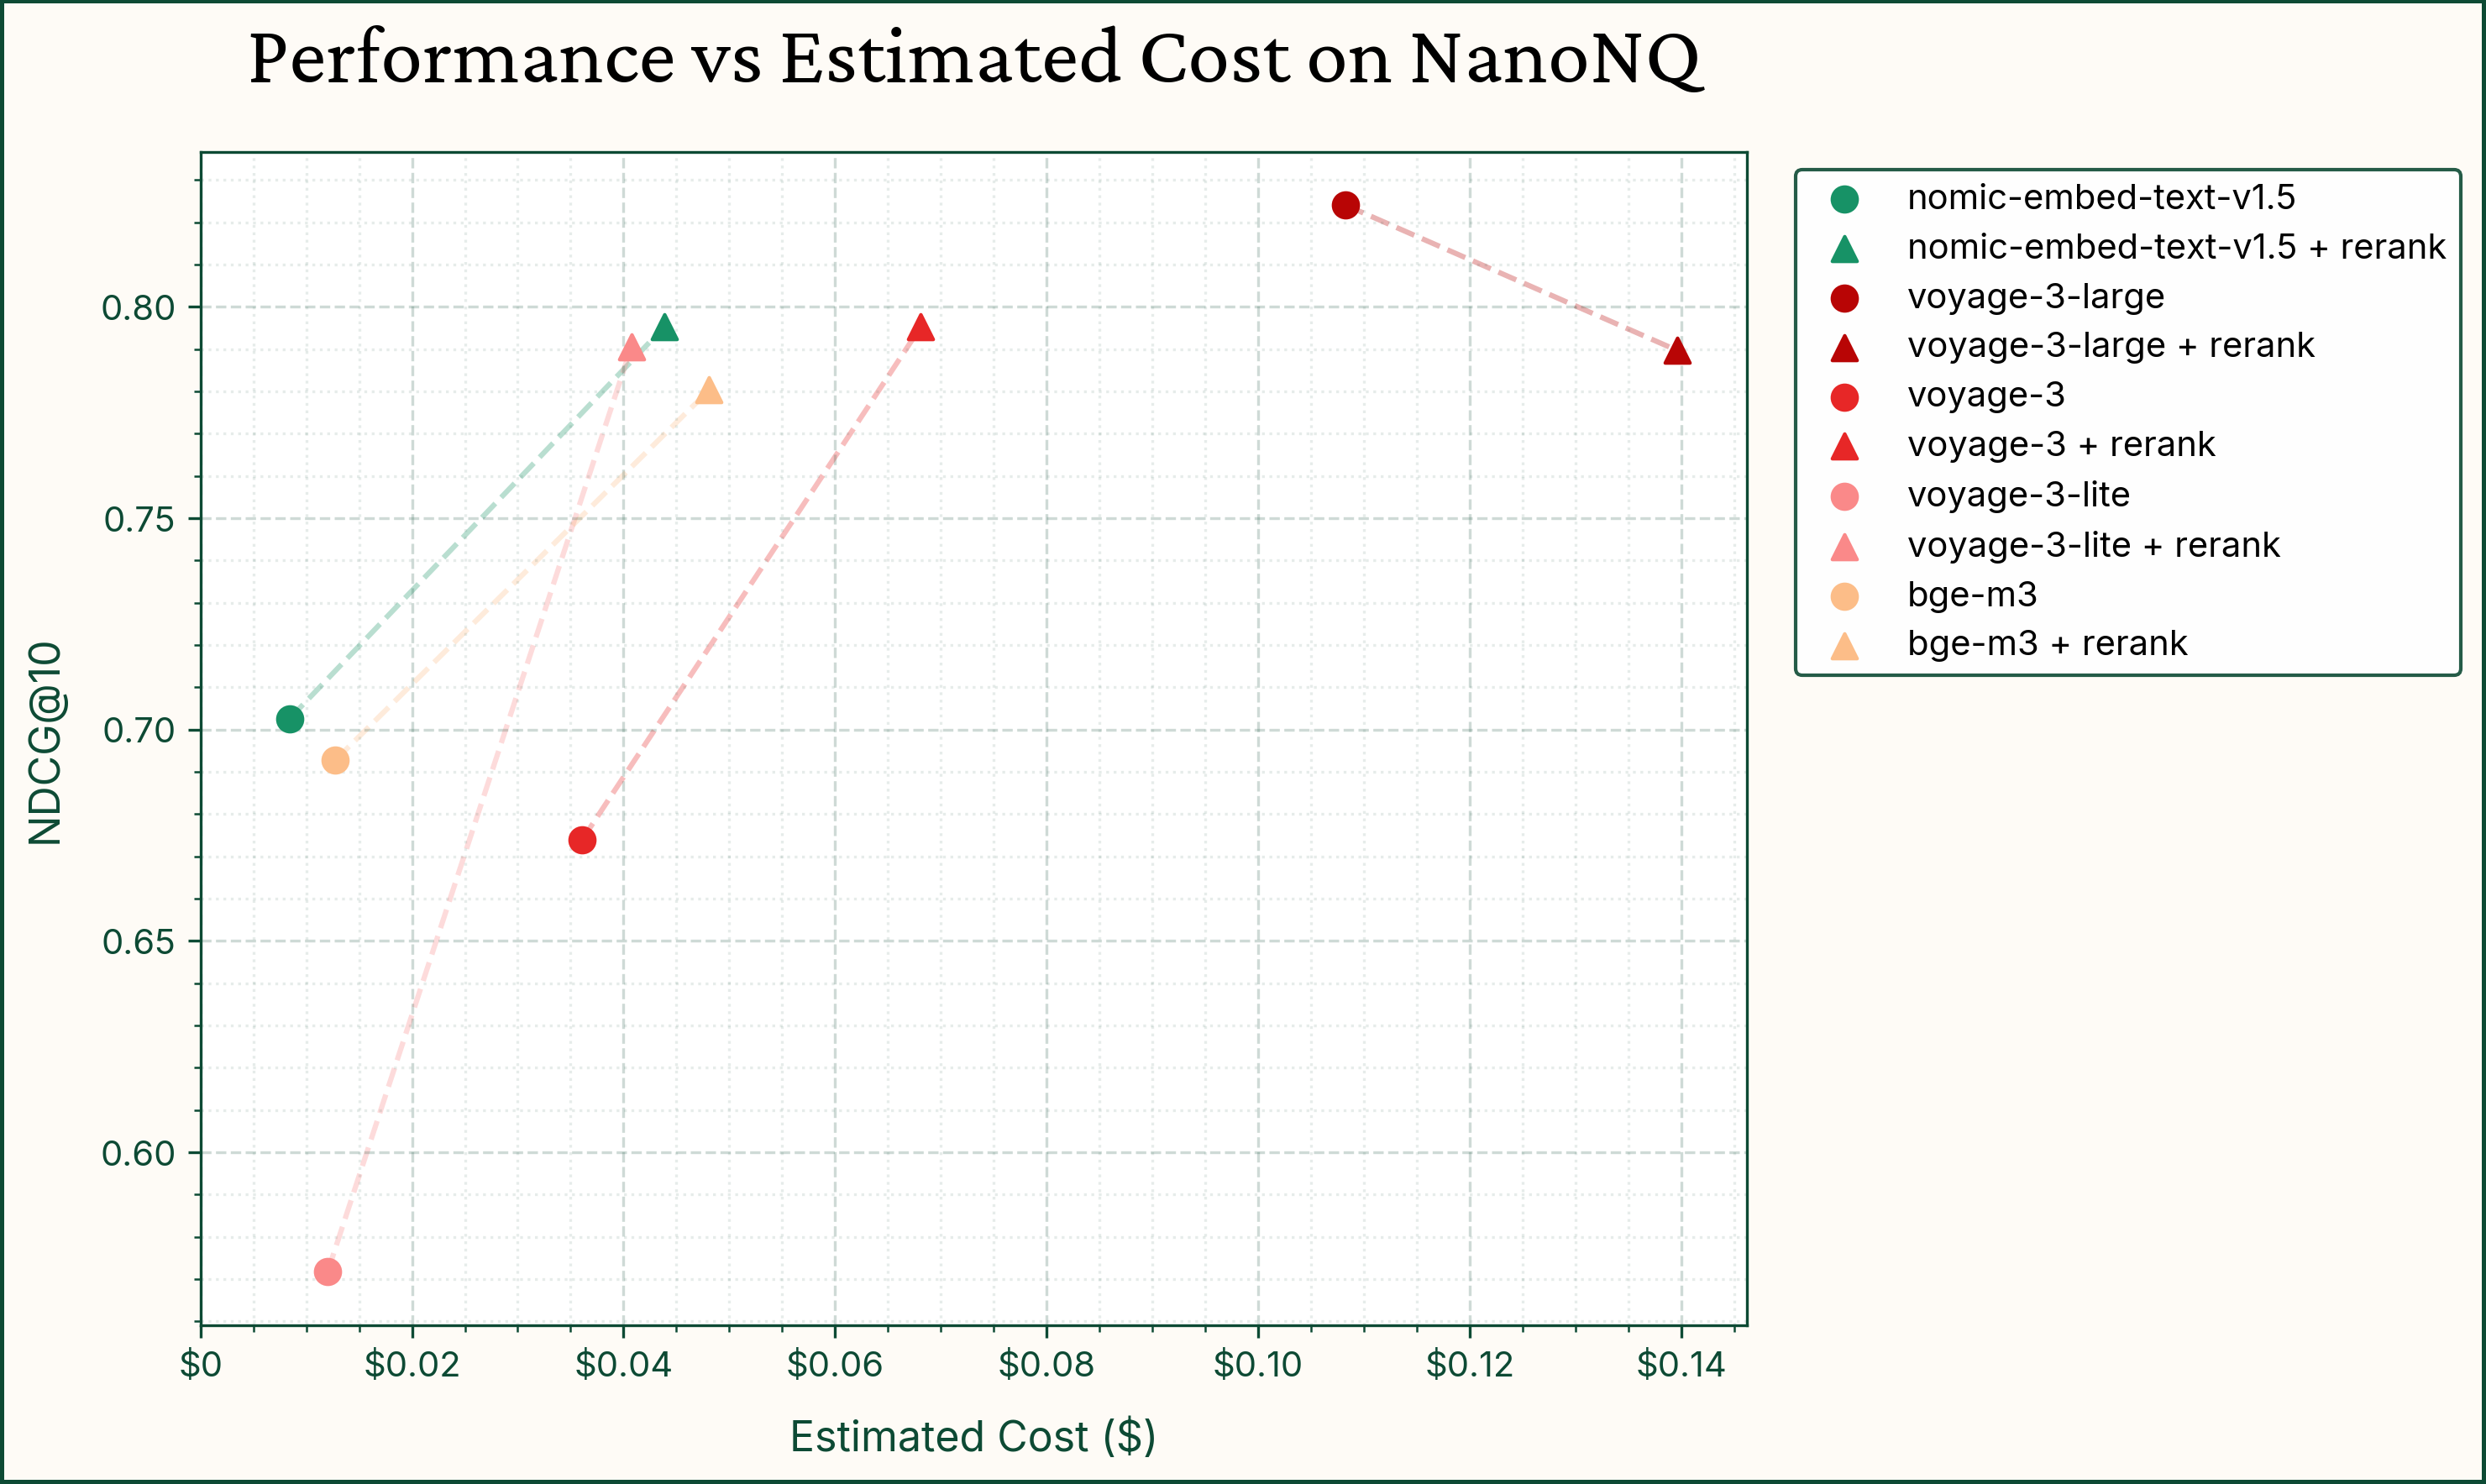 Performance vs Estimated Cost on NanoNQ
nomic-embed-text-v1.5
nomic-embed-text-v1.5 + rerank
voyage-3-large
voyage-3-large + rerank
voyage-3
voyage-3 + rerank
voyage-3-lite
voyage-3-lite + rerank
bge-m3
bge-m3 + rerank
NDCG@10
0.80
0.75
0.70
0.65
0.60
$0 $0.02 $0.04 $0.06 $0.08 $0.10 $0.12 $0.14
Estimated Cost ($)